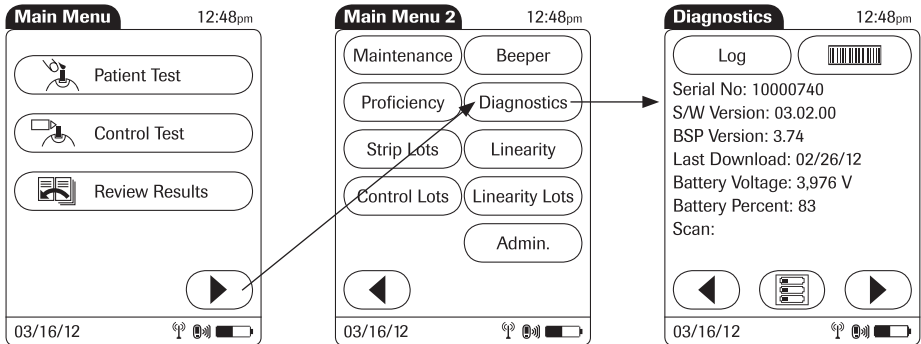 Main Menu 12:48pm
Patient Test
Control Test
Review Results
03/16/12
Main Menu 2 12:48pm
Maintenance Beeper
Proficiency Diagnostics
Strip Lots Linearity
Control Lots Linearity Lots
Admin.
03/16/12
Diagnostics 12:48pm
Log
Serial No: 10000740
S/W Version: 03.02.00
BSP Version: 3.74
Last Download: 02/26/12
Battery Voltage: 3,976 V
Battery Percent: 83
Scan:
03/16/12